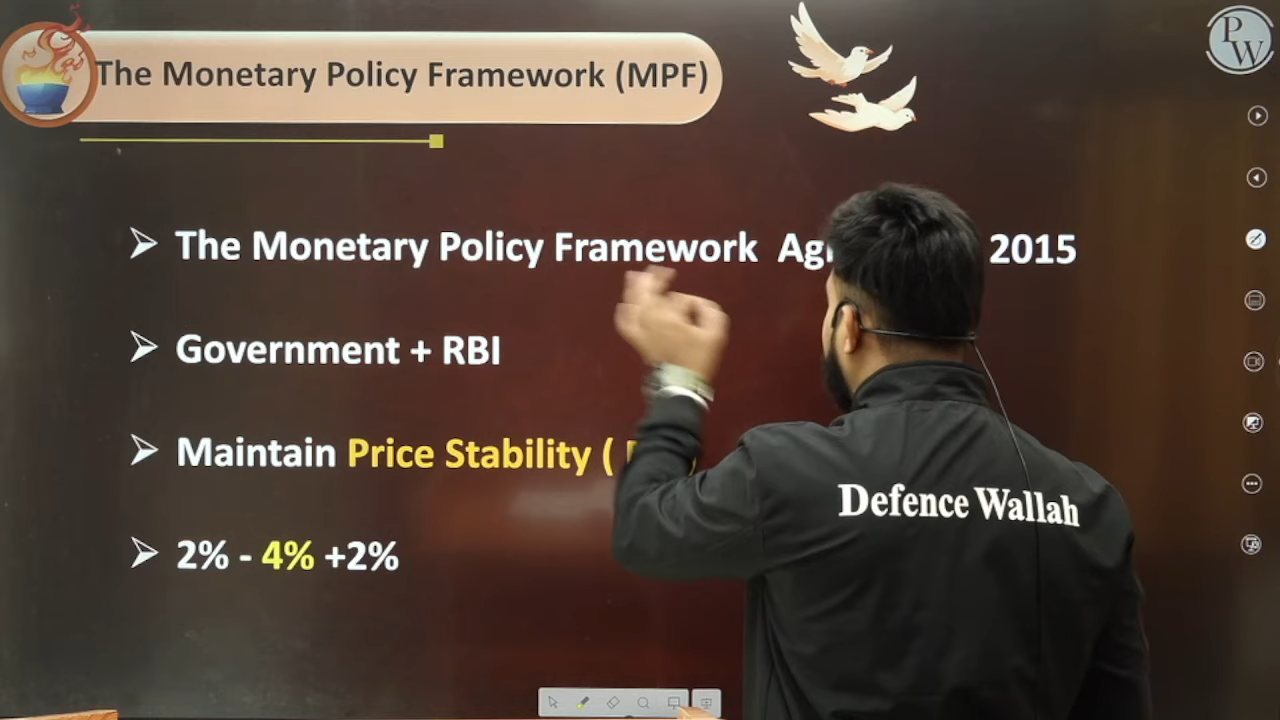 The Monetary Policy Framework (MPF)
PW
The Monetary Policy Framework 2015
Government + RBI
Maintain Price Stability (
2% - 4% +2%
Defence Wallah